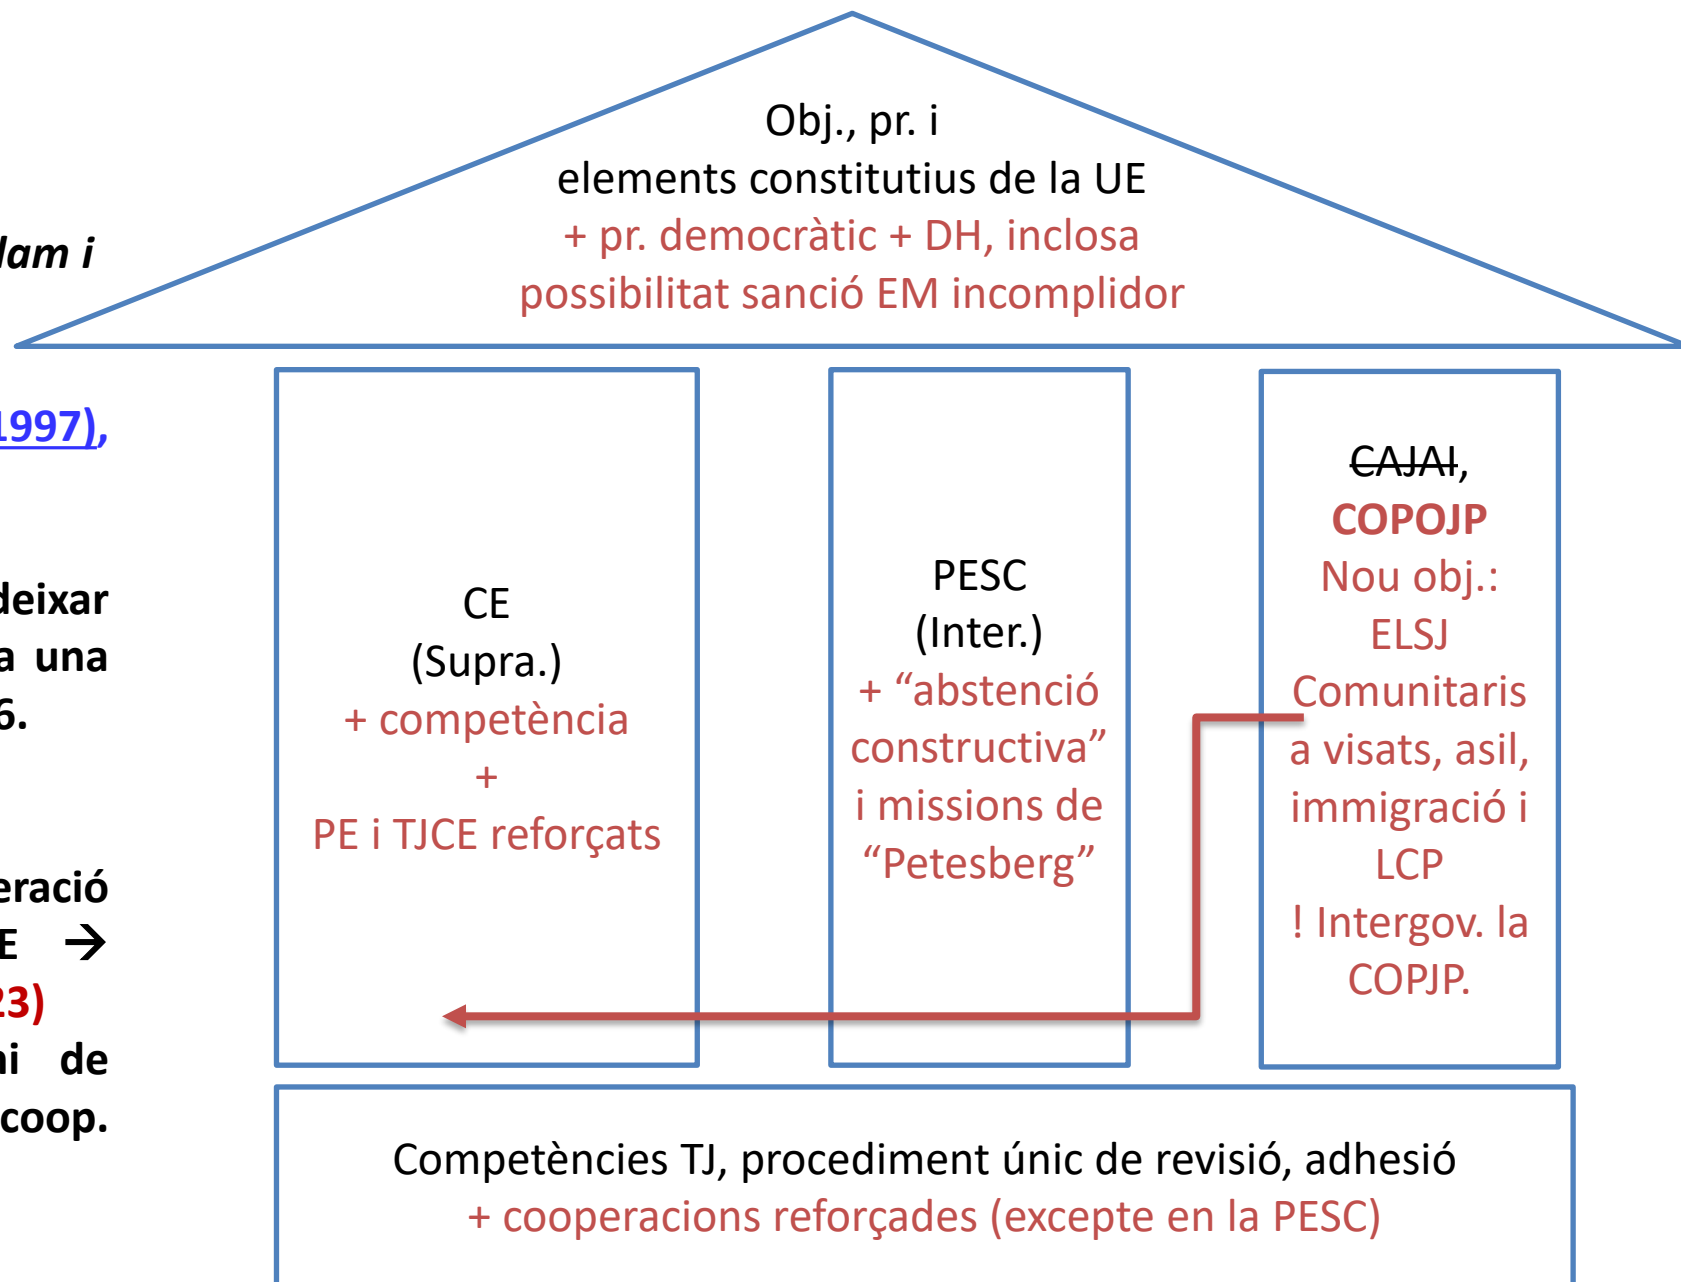 Obj., pr. i
elements constitutius de la UE
+ pr. democràtic + DH, inclosa
possibilitat sanció EM incomplidor
dam i
1997),
deixar
a una
6.
eració
E →
23)
ni de
coop.
CE
(Supra.)
+ competència
+
PE i TJCE reforçats
PESC
(Inter.)
+ “abstenció
constructiva”
i missions de
“Petesberg”
CAJAI,
COPOJP
Nou obj.:
ELSJ
Comunitaris
a visats, asil,
immigració i
LCP
! Intergov. la
COPJP.
Competències TJ, procediment únic de revisió, adhesió
+ cooperacions reforçades (excepte en la PESC)